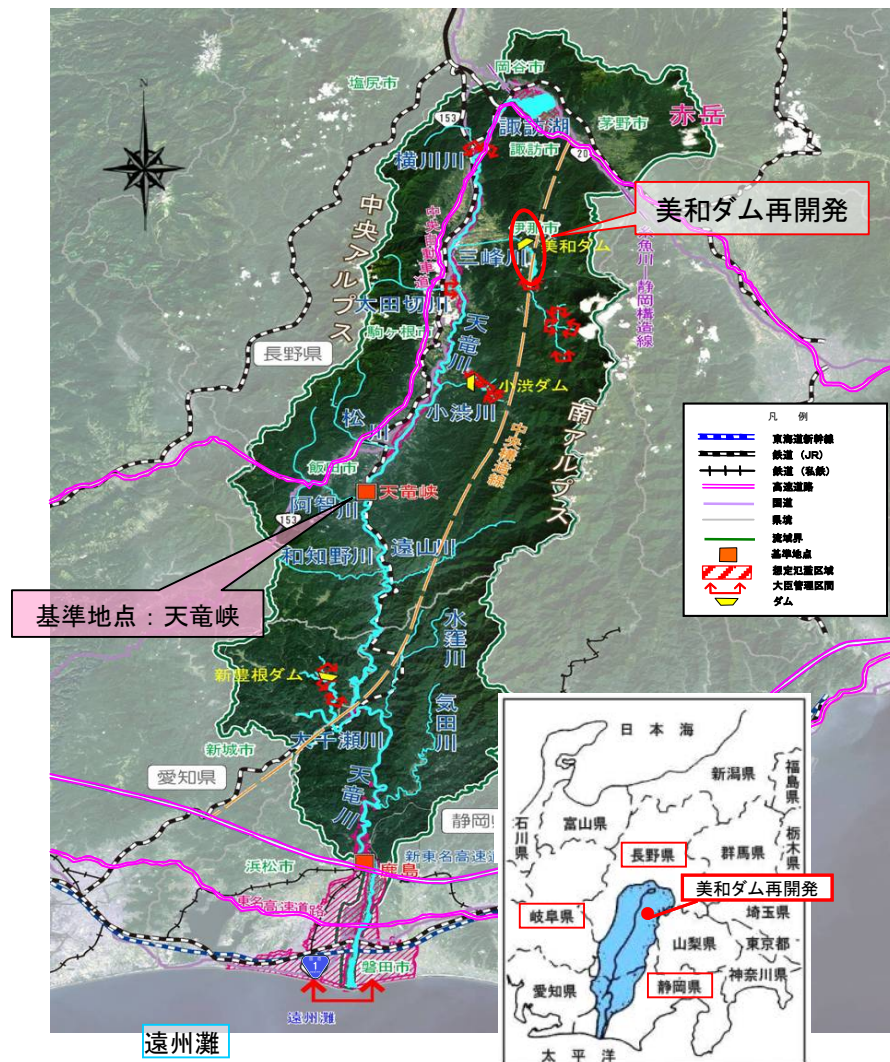 岡谷市
塩尻市
N
諏訪湖
茅野市
赤岳
153
20
諏訪市
横川川
美和ダム再開発
中央アルプス
中央自動車道
伊那市
美和ダム
三峰川
糸魚川―静岡構造線
太田切川
駒ヶ根市
天竜川
長野県
小渋ダム
小渋川
南アルプス
松川
中央構造線
飯田市
天竜峡
阿智川
153
和知野川
遠山川
基準地点：天竜峡
水窪川
新豊根ダム
気田川
大千瀬川
新城市
愛知県
天竜川
静岡
浜松市
新東名高速道
鹿島
東名高速道路
1
磐田市
遠州灘
遠州灘
凡 例
東海道新幹線
鉄道（JR）
鉄道（私鉄）
高速道路
国道
県境
流域界
基準地点
想定氾濫区域
大臣管理区間
ダム
日本海
新潟県
福島県
石川県
富山県
栃木県
長野県
群馬県
美和ダム再開発
岐阜県
埼玉県
山梨県
東京都
愛知県
静岡県
神奈川県
太平洋